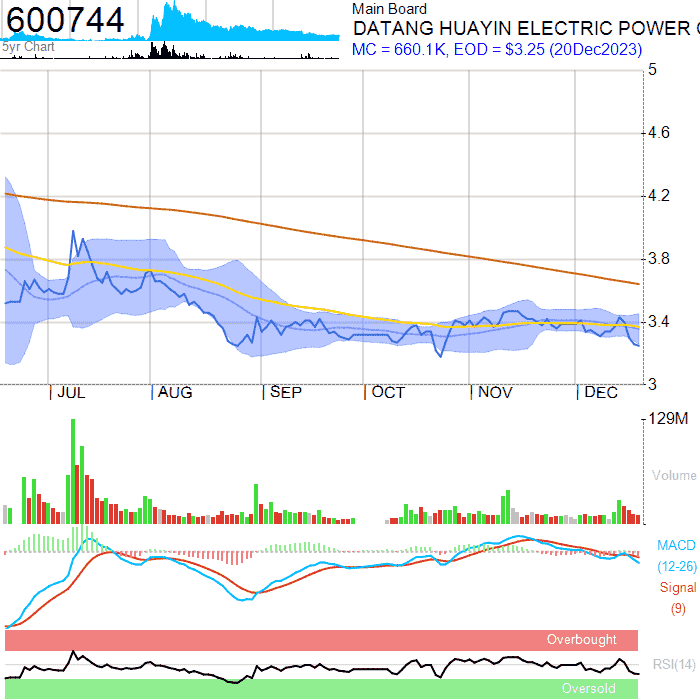 600744
5yr Chart
Main Board
DATANG HUAYIN ELECTRIC POWER
MC = 660.1K, EOD = $3.25 (20Dec2023)
5
4.6
4.2
3.8
3.4
3
JUL AUG SEP OCT NOV DEC
129M
Volume
MACD
(12-26)
Signal
(9)
Overbought
RSI(14)
Oversold